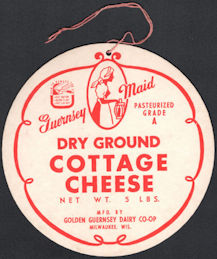 Guernsey Maid
PASTEURIZED
GRADE
A
DRY GROUND
COTTAGE
CHEESE
NET WT. 5 LBS.
MFG. BY
GOLDEN GUERNSEY DAIRY CO-OP
MILWAUKEE, WIS.